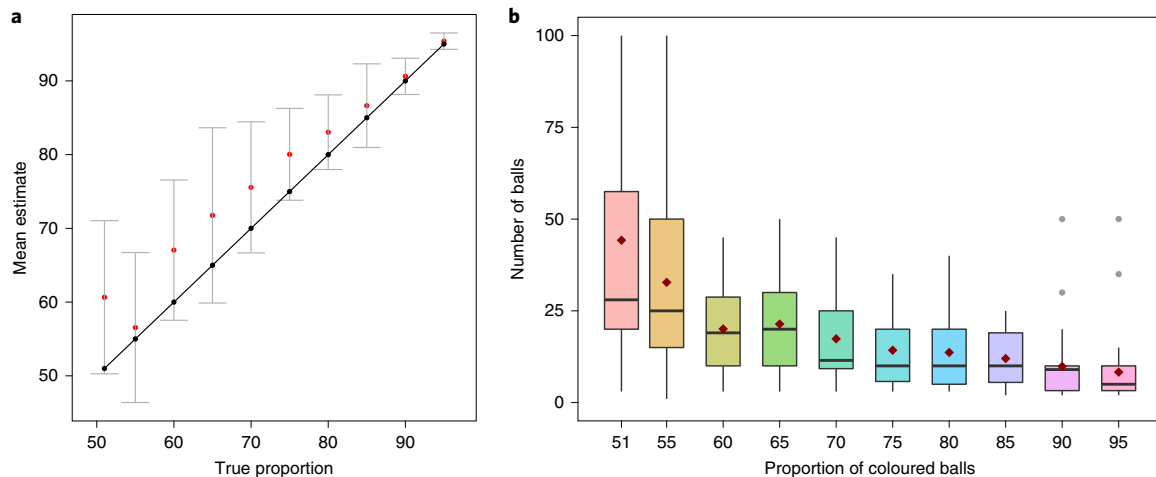 a
Mean estimate
90
80
70
60
50
50 60 70 80 90
True proportion
b
Number of balls
100
75
50
25
0
51 55 60 65 70 75 80 85 90 95
Proportion of coloured balls